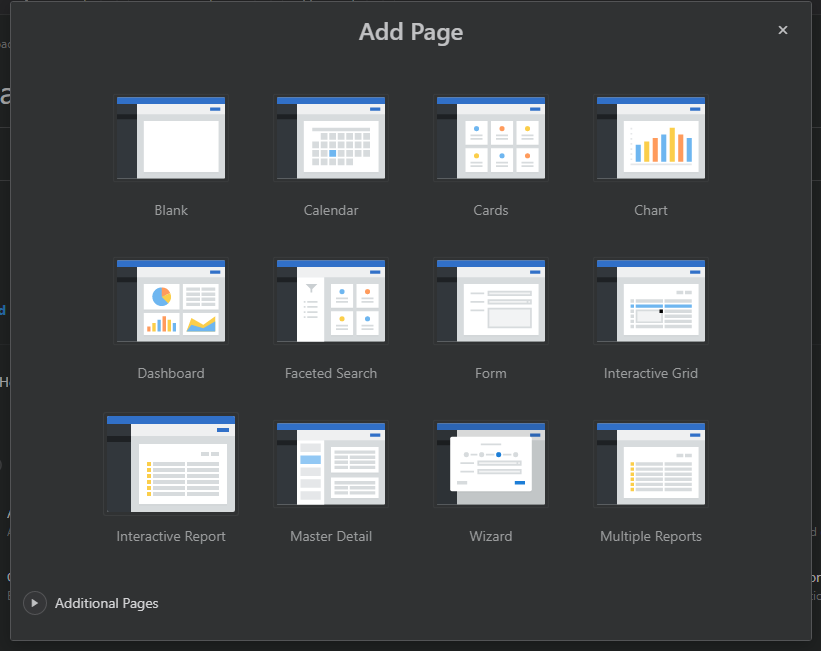 Add Page
Blank
Calendar
Cards
Chart
Dashboard
Faceted Search
Form
Interactive Grid
Interactive Report
Master Detail
Wizard
Multiple Reports
Additional Pages